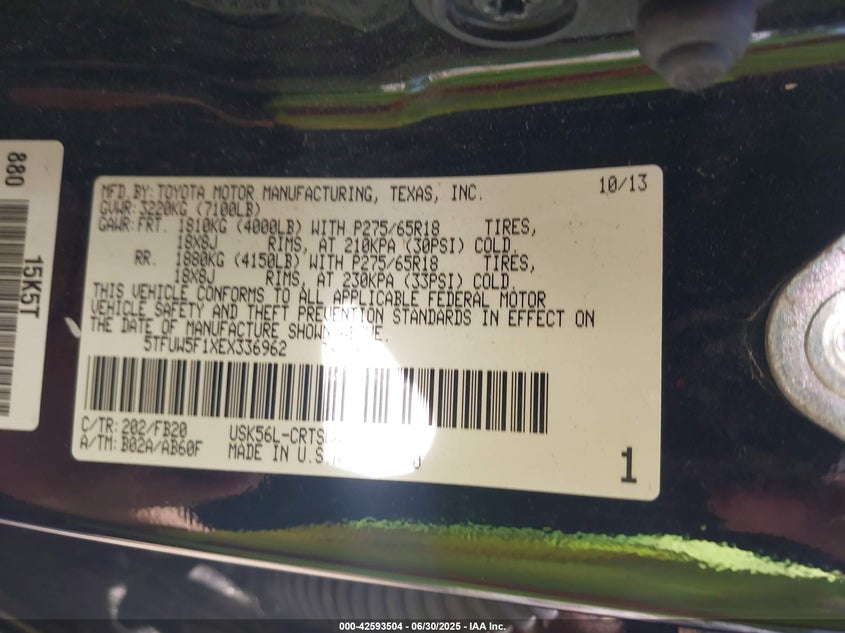 880
15K5T
MFD.BY: TOYOTA MOTOR MANUFACTURING, TEXAS, INC. 10/13
GVWR: 3220KG (7100LB)
GAWR: FRT. 1810KG (4000LB) WITH P275/65R18 TIRES,
18X8J RIMS, AT 210KPA (30PSI) COLD.
RR. 1880KG (4150LB) WITH P275/65R18 TIRES,
18X8J RIMS, AT 230KPA (33PSI) COLD.
THIS VEHICLE CONFORMS TO ALL APPLICABLE FEDERAL MOTOR
VEHICLE SAFETY AND THEFT PREVENTION STANDARDS IN EFFECT ON
THE DATE OF MANUFACTURE SHOWN ABOVE.
5TFUW5F1XEX336962
C/TR: 202/FB20 USK56L-CRTS
A/TM: B02A/AB60F MADE IN U.S.
1
000-42593504 - 06/30/2025 - IAA Inc.